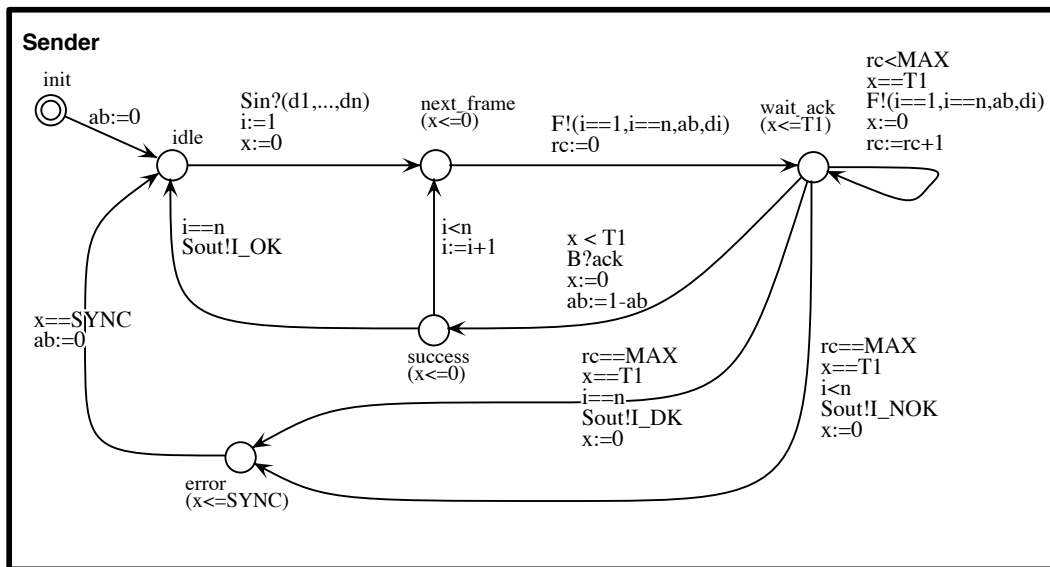 Sender
init
ab:=0
idle
Sin?(d1,...,dn)
i:=1
x:=0
next_frame
(x<=0)
F!(i==1,i==n,ab,di)
rc:=0
wait_ack
(x<=T1)
rc<MAX
x==T1
F!(i==1,i==n,ab,di)
x:=0
rc:=rc+1
i==n
Sout!I_OK
i<n
i:=i+1
x < T1
B?ack
x:=0
ab:=1-ab
x==SYNC
ab:=0
success
(x<=0)
rc==MAX
x==T1
i==n
Sout!I_DK
x:=0
rc==MAX
x==T1
i<n
Sout!I_NOK
x:=0
error
(x<=SYNC)